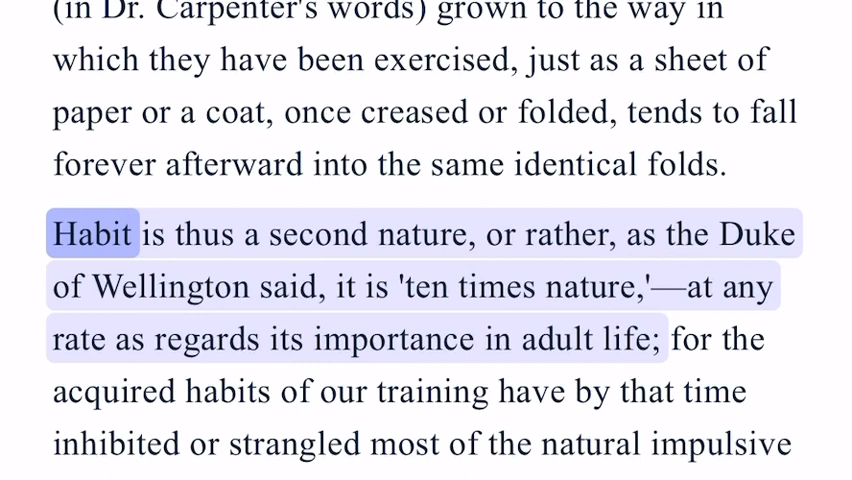 (in Dr. Carpenter's words) grown to the way in
which they have been exercised, just as a sheet of
paper or a coat, once creased or folded, tends to fall
forever afterward into the same identical folds.
Habit is thus a second nature, or rather, as the Duke
of Wellington said, it is 'ten times nature,'—at any
rate as regards its importance in adult life; for the
acquired habits of our training have by that time
inhibited or strangled most of the natural impulsive